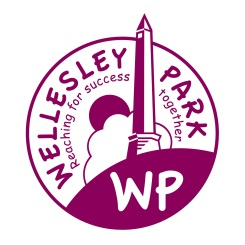 WELLESLEY PARK
Reaching for success together
WP